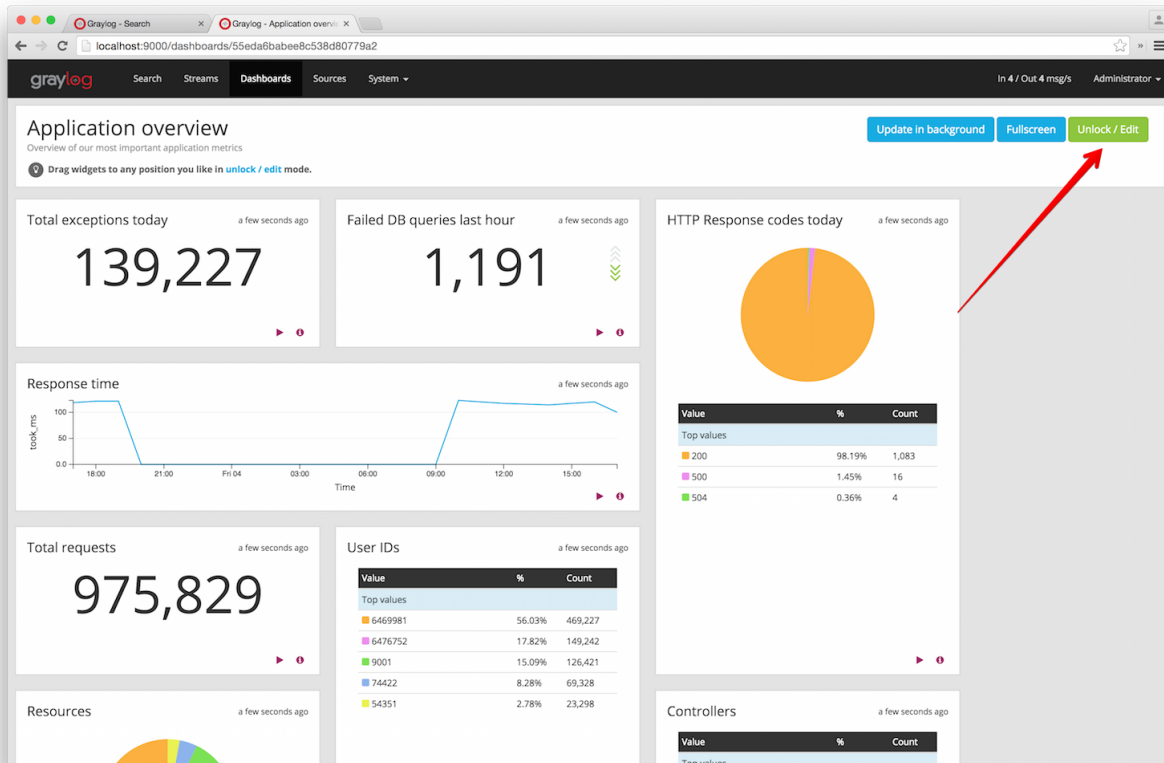 Graylog - Search
Graylog - Application overvie
localhost:9000/dashboards/55eda6babee8c538d80779a2
graylog
Search Streams Dashboards Sources System
In 4 / Out 4 msg/s Administrator
Application overview
Overview of our most important application metrics
Drag widgets to any position you like in unlock / edit mode.
Update in background Fullscreen Unlock / Edit
Total exceptions today a few seconds ago
139,227
Failed DB queries last hour a few seconds ago
1,191
HTTP Response codes today a few seconds ago
Value % Count
Top values
200 98.19% 1,083
500 1.45% 16
504 0.36% 4
Response time a few seconds ago
took_ms
100
50
0.0
18:00 21:00 Fri 04 03:00 06:00 09:00 12:00 15:00
Time
Total requests a few seconds ago
975,829
User IDs a few seconds ago
Value % Count
Top values
6469981 56.03% 469,227
6476752 17.82% 149,242
9001 15.09% 126,421
74422 8.28% 69,328
54351 2.78% 23,298
Resources a few seconds ago
Controllers a few seconds ago
Value % Count
Top values